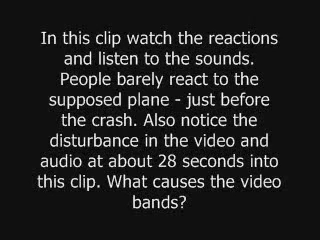 In this clip watch the reactions
and listen to the sounds.
People barely react to the
supposed plane - just before
the crash. Also notice the
disturbance in the video and
audio at about 28 seconds into
this clip. What causes the video
bands?